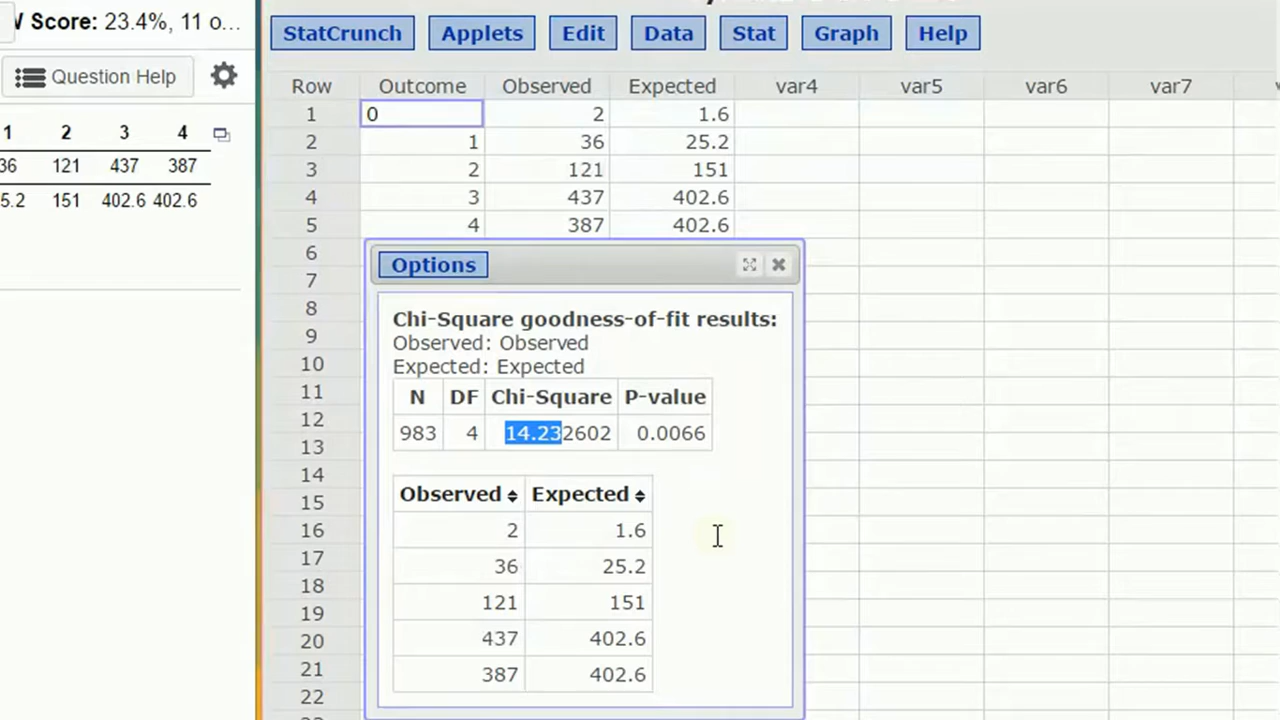 Score: 23.4%, 11 o...
Question Help
1 2 3 4
36 121 437 387
5.2 151 402.6 402.6
StatCrunch Applets Edit Data Stat Graph Help
Row Outcome Observed Expected var4 var5 var6 var7
1 0 2 1.6
2 1 36 25.2
3 2 121 151
4 3 437 402.6
5 4 387 402.6
6
7
8
9
10
11
12
13
14
15
16
17
18
19
20
21
22
Options
Chi-Square goodness-of-fit results:
Observed: Observed
Expected: Expected
N DF Chi-Square P-value
983 4 14.232602 0.0066
Observed Expected
2 1.6
36 25.2
121 151
437 402.6
387 402.6